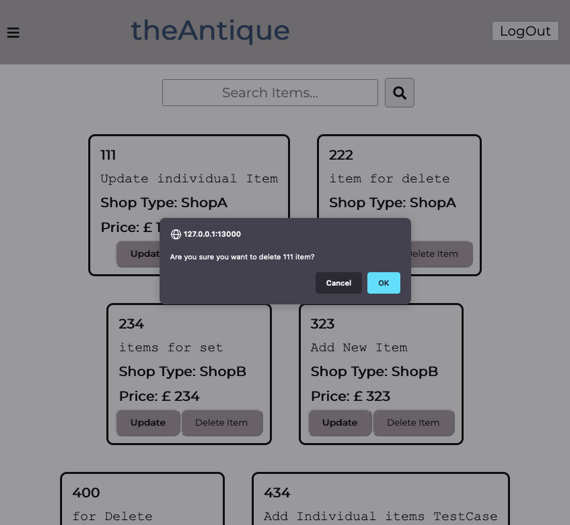 theAntique
LogOut
Search Items...
111
Update individual Item
Shop Type: ShopA
Price: £ 1
Updat
222
item for delete
Shop Type: ShopA
Delete Item
127.0.0.1:13000
Are you sure you want to delete 111 item?
Cancel
OK
234
items for set
Shop Type: ShopB
Price: £ 234
Update
Delete Item
323
Add New Item
Shop Type: ShopB
Price: £ 323
Update
Delete Item
400
for Delete
434
Add Individual items TestCase